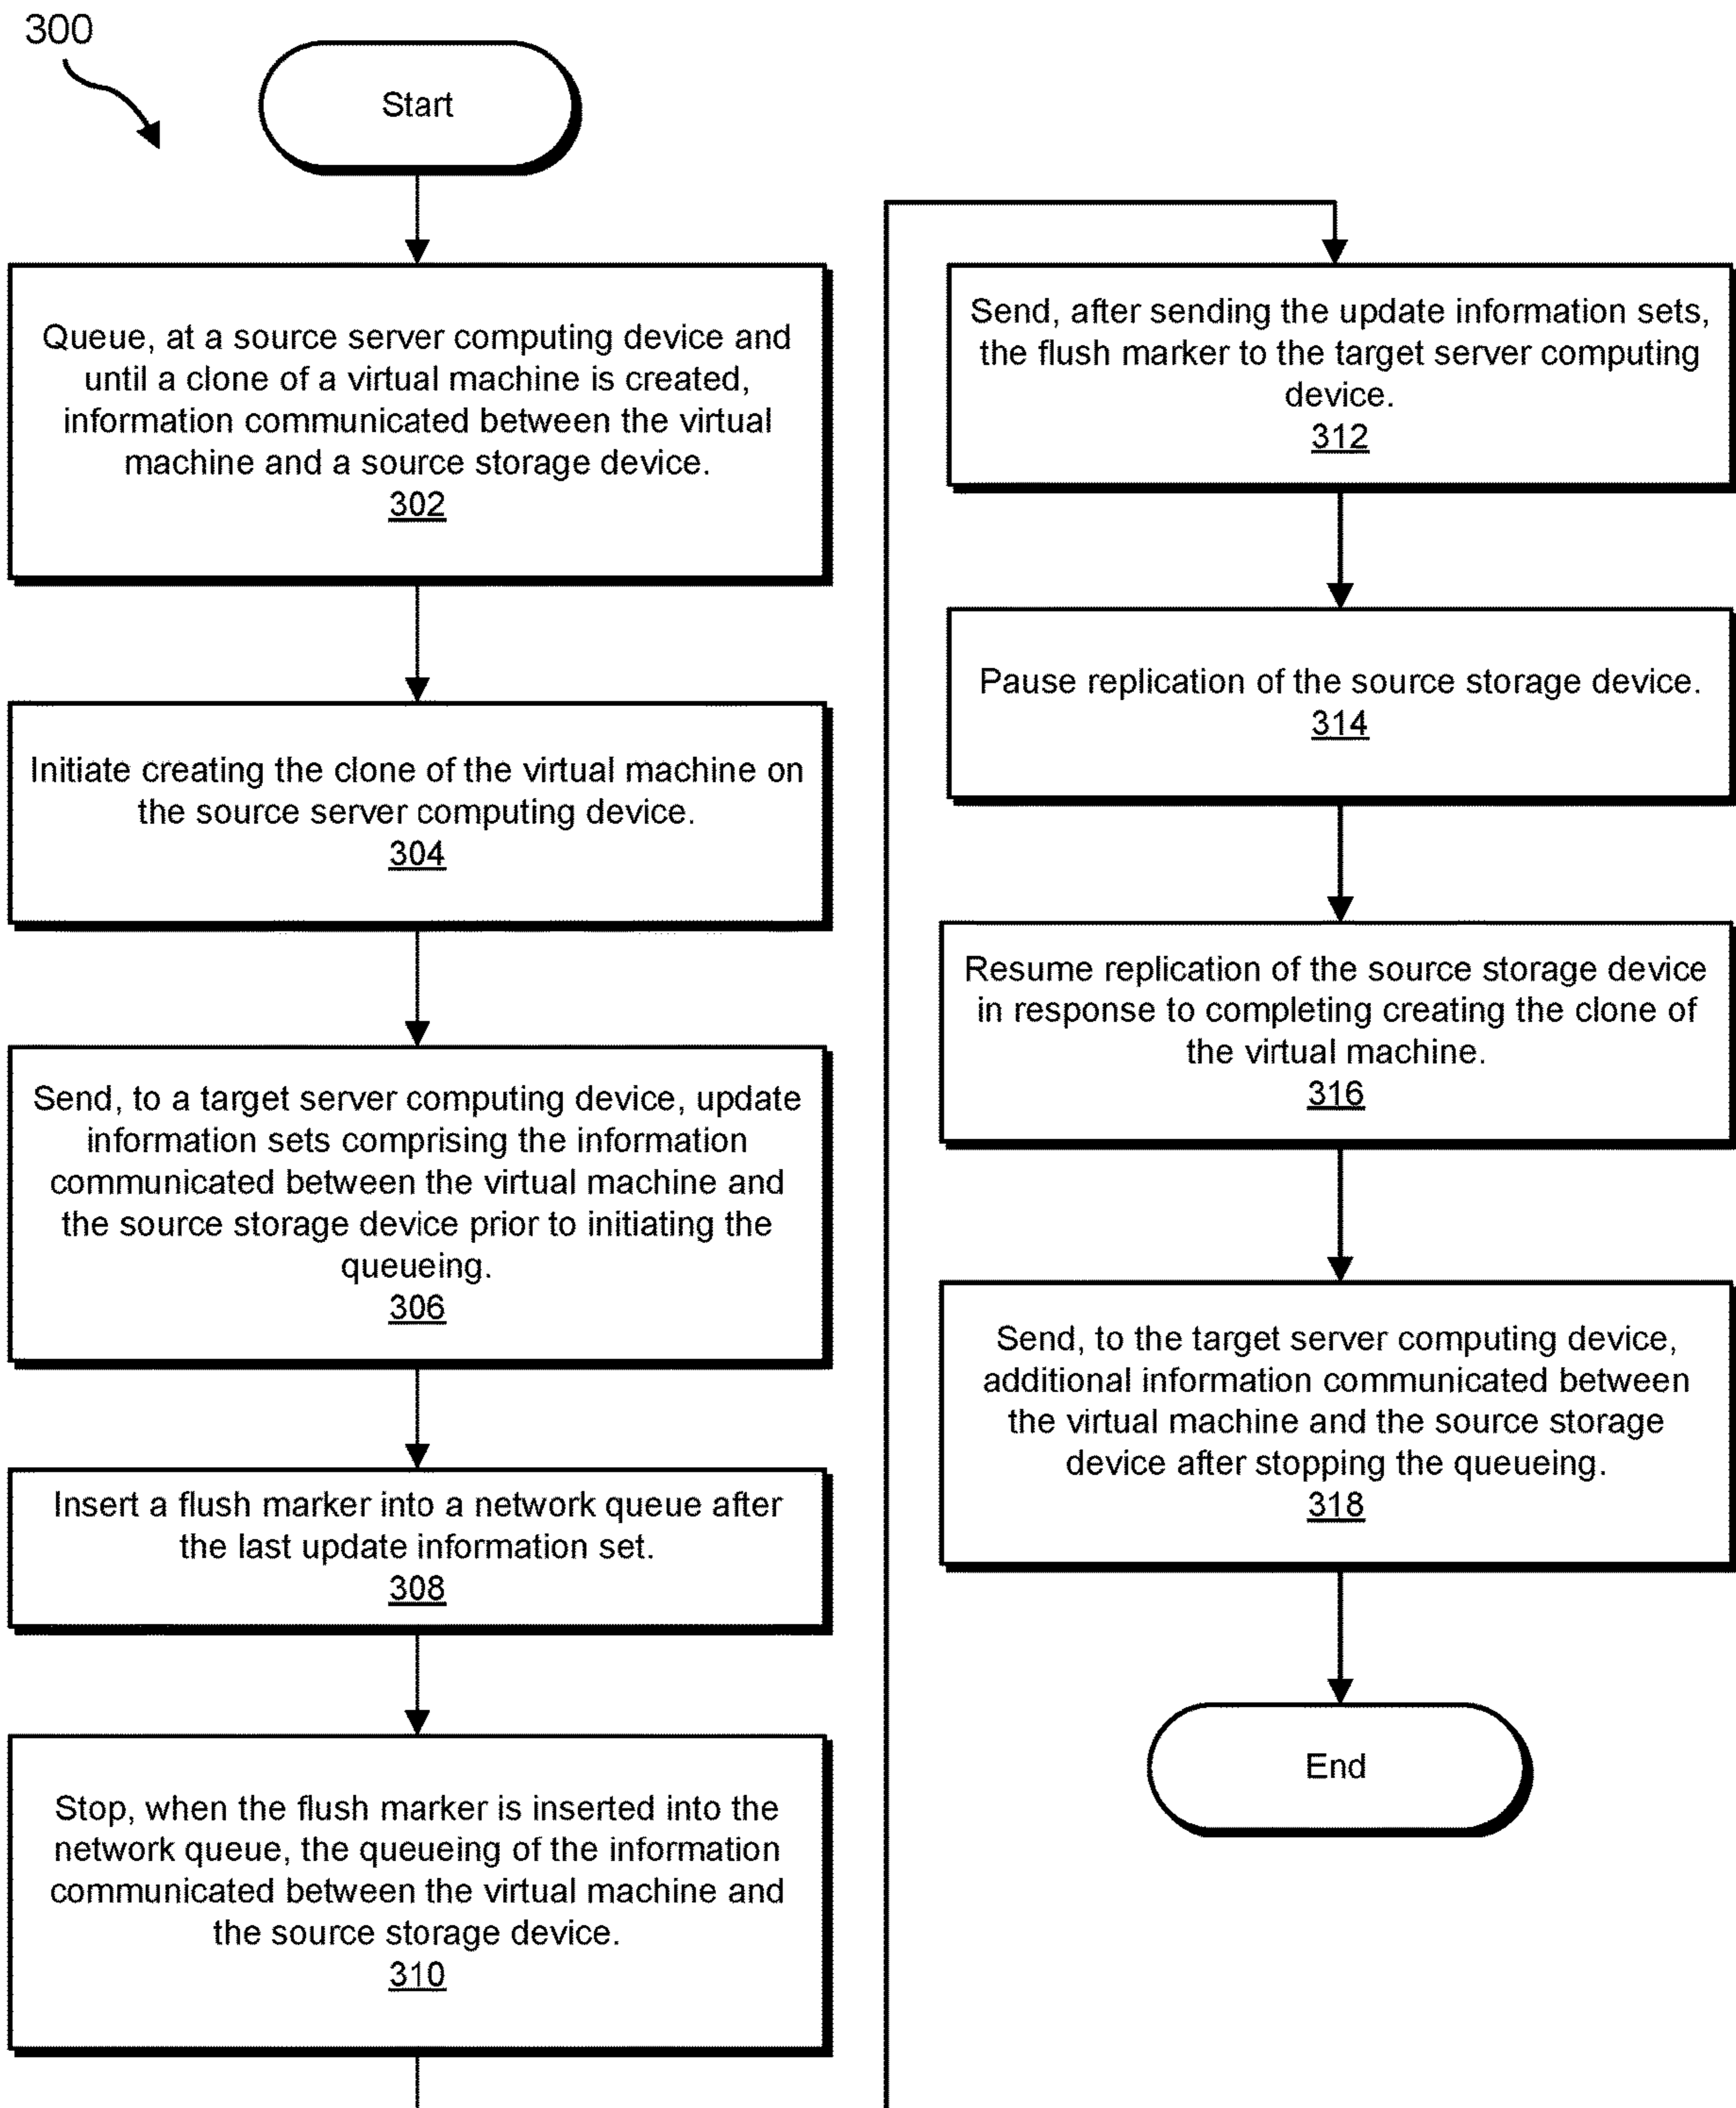 300
Start
Queue, at a source server computing device and
until a clone of a virtual machine is created,
information communicated between the virtual
machine and a source storage device.
302
Initiate creating the clone of the virtual machine on
the source server computing device.
304
Send, to a target server computing device, update
information sets comprising the information
communicated between the virtual machine and
the source storage device prior to initiating the
queueing.
306
Insert a flush marker into a network queue after
the last update information set.
308
Stop, when the flush marker is inserted into the
network queue, the queueing of the information
communicated between the virtual machine and
the source storage device.
310
Send, after sending the update information sets,
the flush marker to the target server computing
device.
312
Pause replication of the source storage device.
314
Resume replication of the source storage device
in response to completing creating the clone of
the virtual machine.
316
Send, to the target server computing device,
additional information communicated between
the virtual machine and the source storage
device after stopping the queueing.
318
End